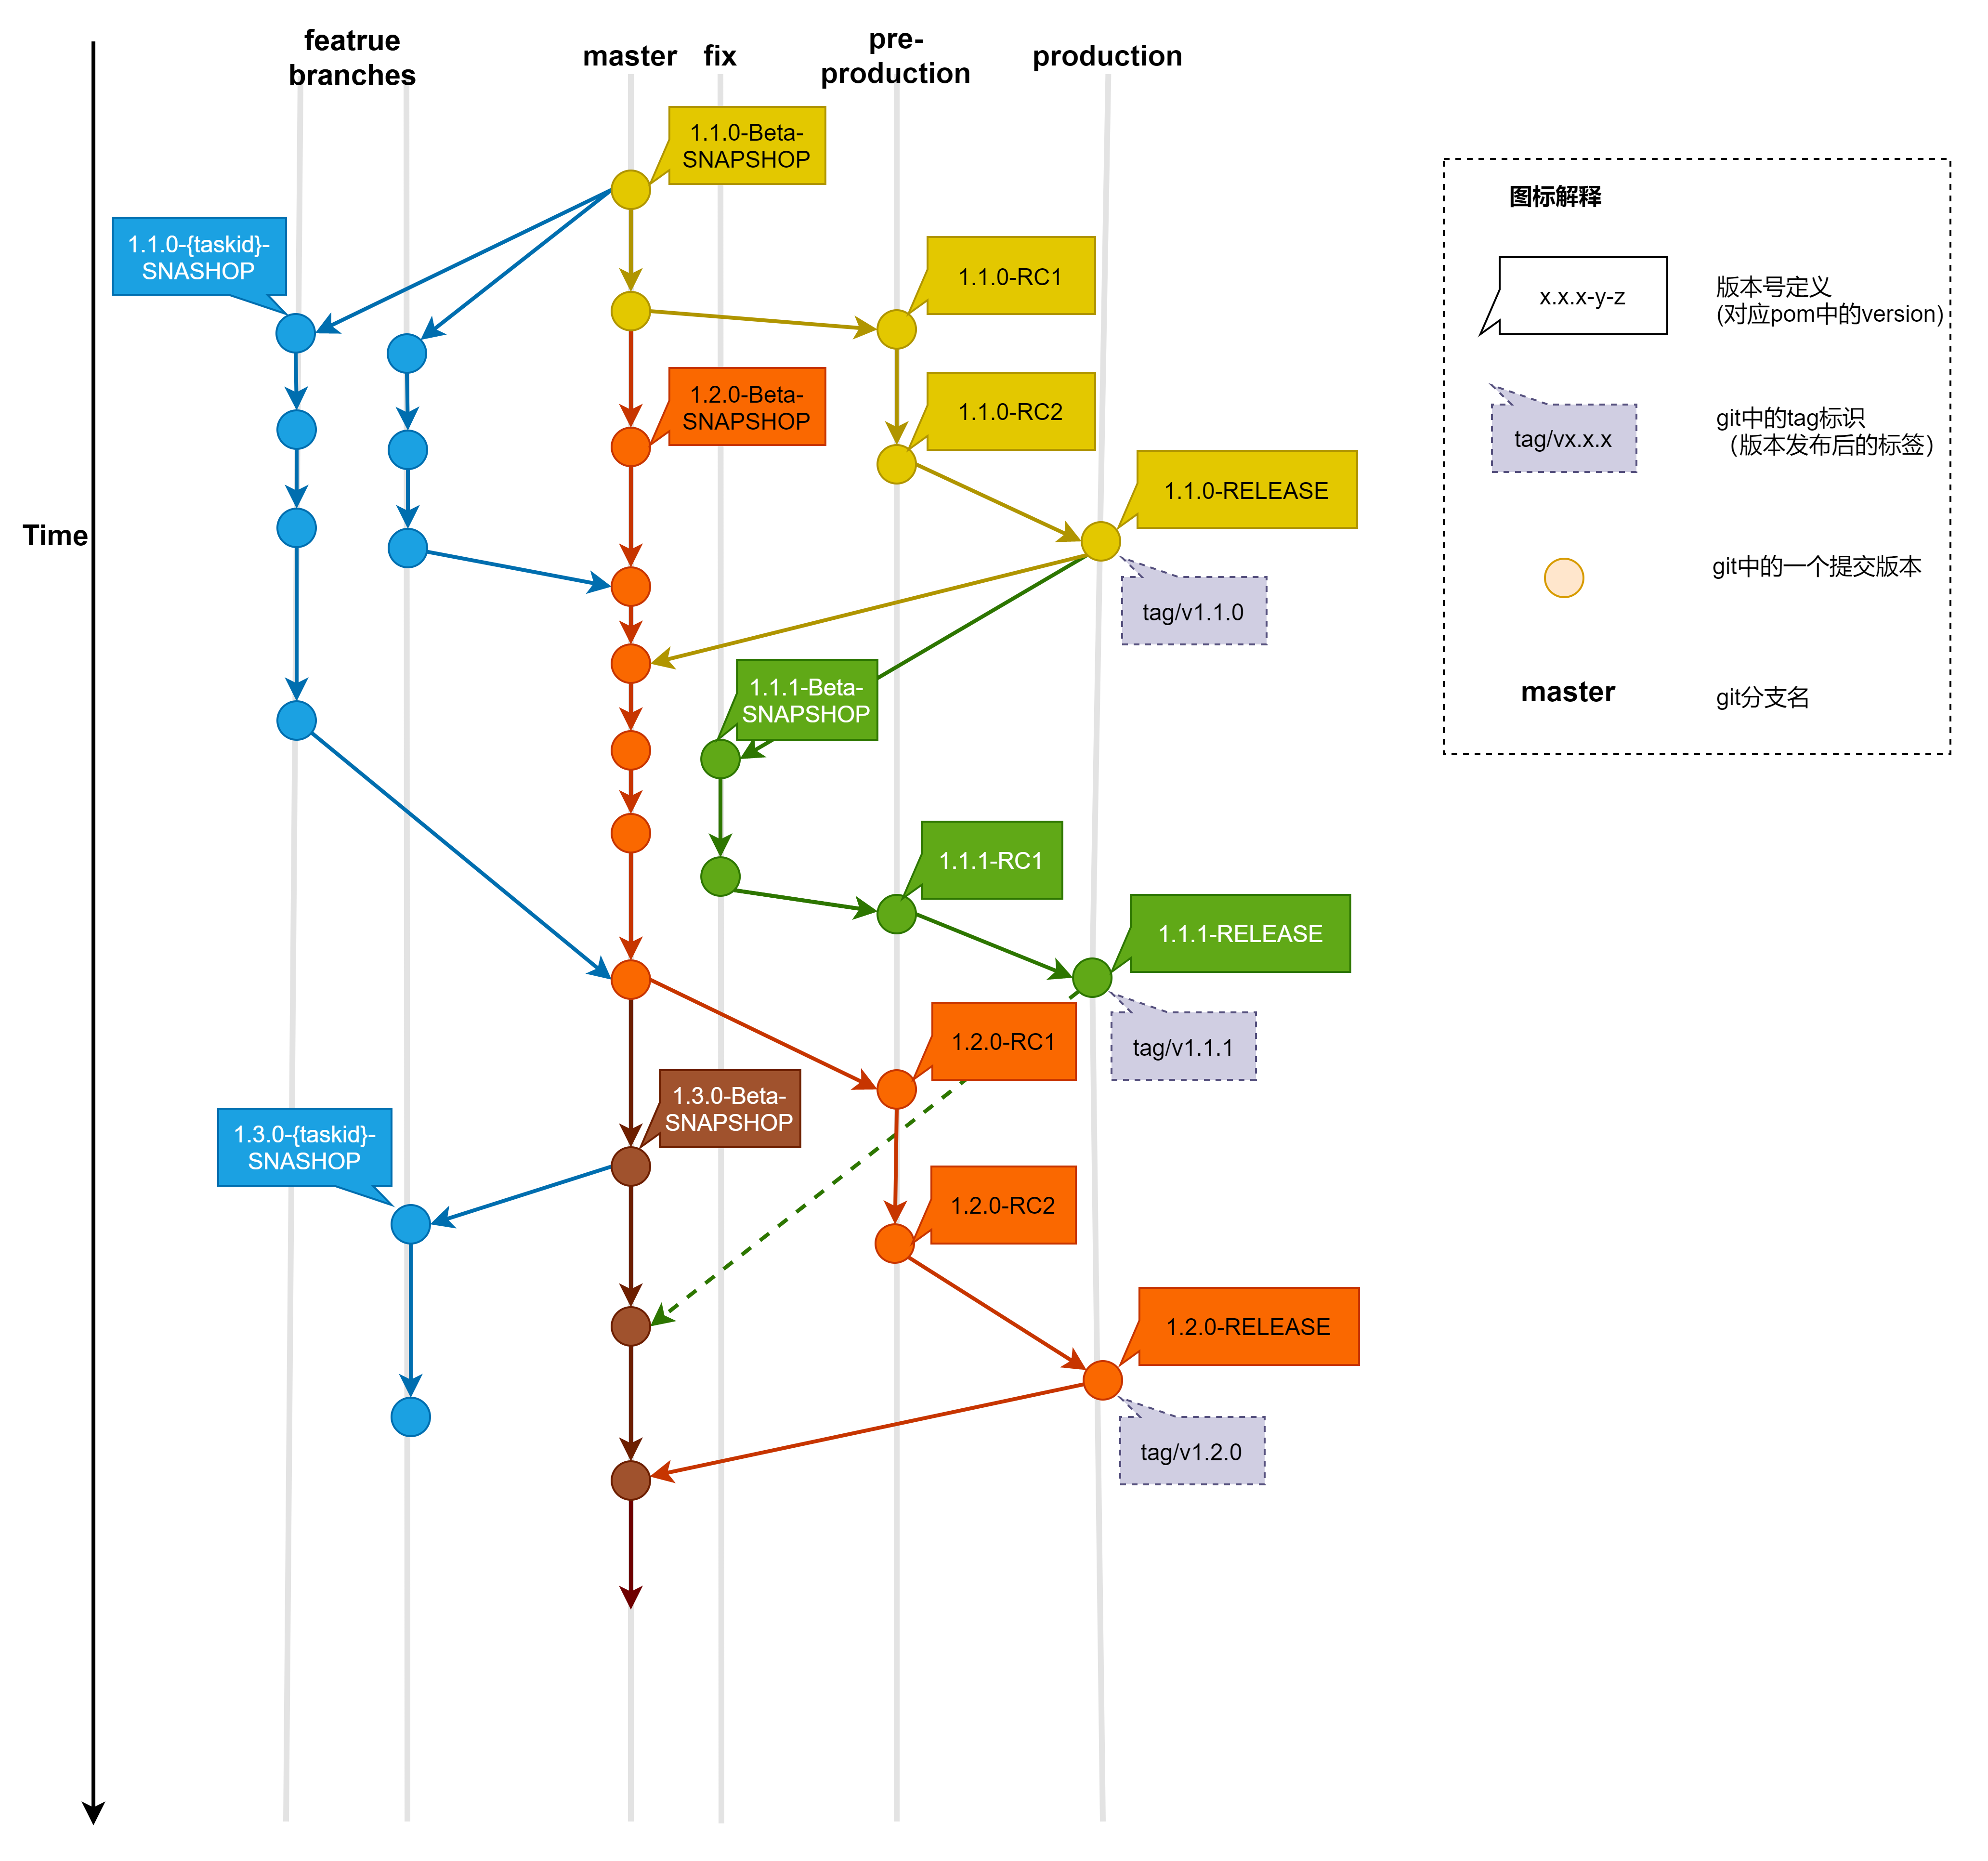 featrue
branches
master
fix
pre-
production
production
1.1.0-Beta-
SNAPSHOP
图标解释
1.1.0-{taskid}-
SNASHOP
1.1.0-RC1
x.x.x-y-z
版本号定义
(对应pom中的version)
1.2.0-Beta-
SNAPSHOP
1.1.0-RC2
tag/vx.x.x
git中的tag标识
（版本发布后的标签）
1.1.0-RELEASE
Time
git中的一个提交版本
tag/v1.1.0
1.1.1-Beta-
SNAPSHOP
master
git分支名
1.1.1-RC1
1.1.1-RELEASE
1.2.0-RC1
tag/v1.1.1
1.3.0-Beta-
SNAPSHOP
1.3.0-{taskid}-
SNASHOP
1.2.0-RC2
1.2.0-RELEASE
tag/v1.2.0